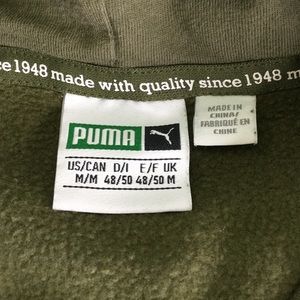 ce 1948 made with quality since 1948 m
PUMA
US/CAN D/I E/F UK
M/M 48/50 48/50 M
MADE IN
CHINA/
FABRIQUÉ EN
CHINE